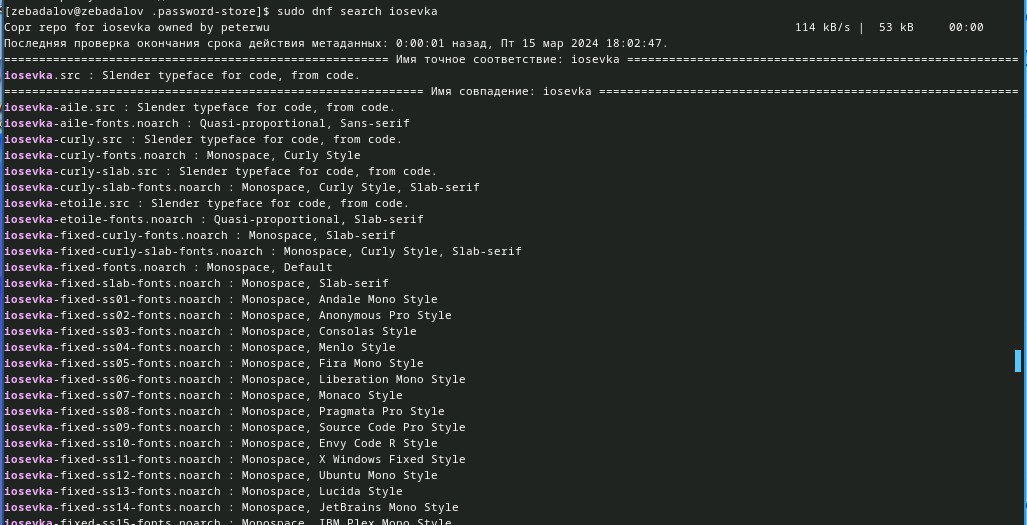 [zebadalov@zebadalov .password-store]$ sudo dnf search iosevka
Copr repo for iosevka owned by peterwu 114 kB/s | 53 kB 00:00
Последняя проверка окончания срока действия метаданных: 0:00:01 назад, Пт 15 мар 2024 18:02:47.
======================================================= Имя точное соответствие: iosevka ========================================================
iosevka.src : Slender typeface for code, from code.
============================================================ Имя совпадение: iosevka ============================================================
iosevka-aile.src : Slender typeface for code, from code.
iosevka-aile-fonts.noarch : Quasi-proportional, Sans-serif
iosevka-curly.src : Slender typeface for code, from code.
iosevka-curly-fonts.noarch : Monospace, Curly Style
iosevka-curly-slab.src : Slender typeface for code, from code.
iosevka-curly-slab-fonts.noarch : Monospace, Curly Style, Slab-serif
iosevka-etoile.src : Slender typeface for code, from code.
iosevka-etoile-fonts.noarch : Quasi-proportional, Slab-serif
iosevka-fixed-curly-fonts.noarch : Monospace, Slab-serif
iosevka-fixed-curly-slab-fonts.noarch : Monospace, Curly Style, Slab-serif
iosevka-fixed-fonts.noarch : Monospace, Default
iosevka-fixed-slab-fonts.noarch : Monospace, Slab-serif
iosevka-fixed-ss01-fonts.noarch : Monospace, Andale Mono Style
iosevka-fixed-ss02-fonts.noarch : Monospace, Anonymous Pro Style
iosevka-fixed-ss03-fonts.noarch : Monospace, Consolas Style
iosevka-fixed-ss04-fonts.noarch : Monospace, Menlo Style
iosevka-fixed-ss05-fonts.noarch : Monospace, Fira Mono Style
iosevka-fixed-ss06-fonts.noarch : Monospace, Liberation Mono Style
iosevka-fixed-ss07-fonts.noarch : Monospace, Monaco Style
iosevka-fixed-ss08-fonts.noarch : Monospace, Pragmata Pro Style
iosevka-fixed-ss09-fonts.noarch : Monospace, Source Code Pro Style
iosevka-fixed-ss10-fonts.noarch : Monospace, Envy Code R Style
iosevka-fixed-ss11-fonts.noarch : Monospace, X Windows Fixed Style
iosevka-fixed-ss12-fonts.noarch : Monospace, Ubuntu Mono Style
iosevka-fixed-ss13-fonts.noarch : Monospace, Lucida Style
iosevka-fixed-ss14-fonts.noarch : Monospace, JetBrains Mono Style
iosevka-fixed-ss15-fonts.noarch : Monospace, IBM Plex Mono Style